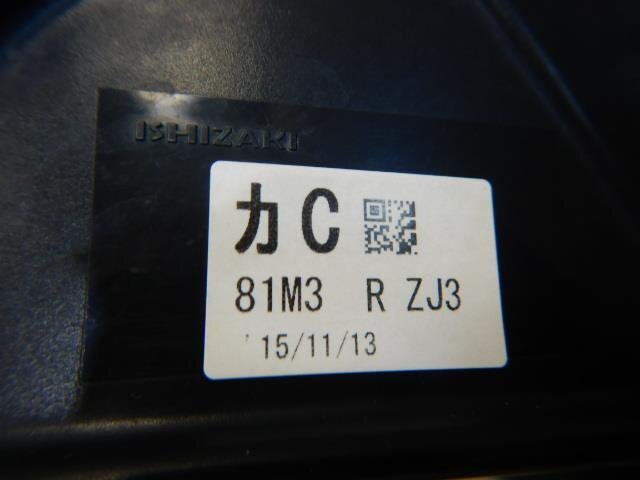 ISHIZAKI
カC
81M3 R ZJ3
'15/11/13